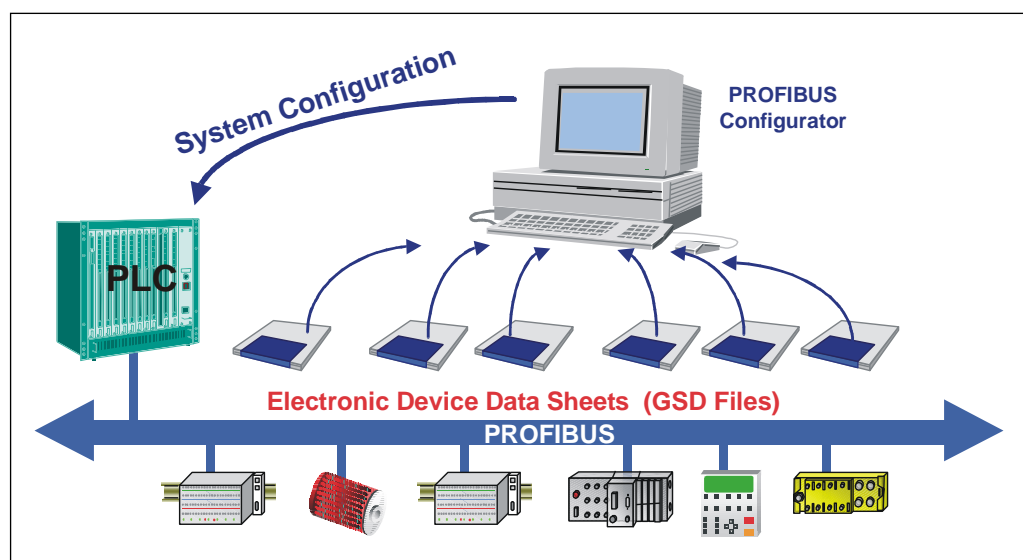 System Configuration
PROFIBUS
Configurator
PLC
Electronic Device Data Sheets (GSD Files)
PROFIBUS